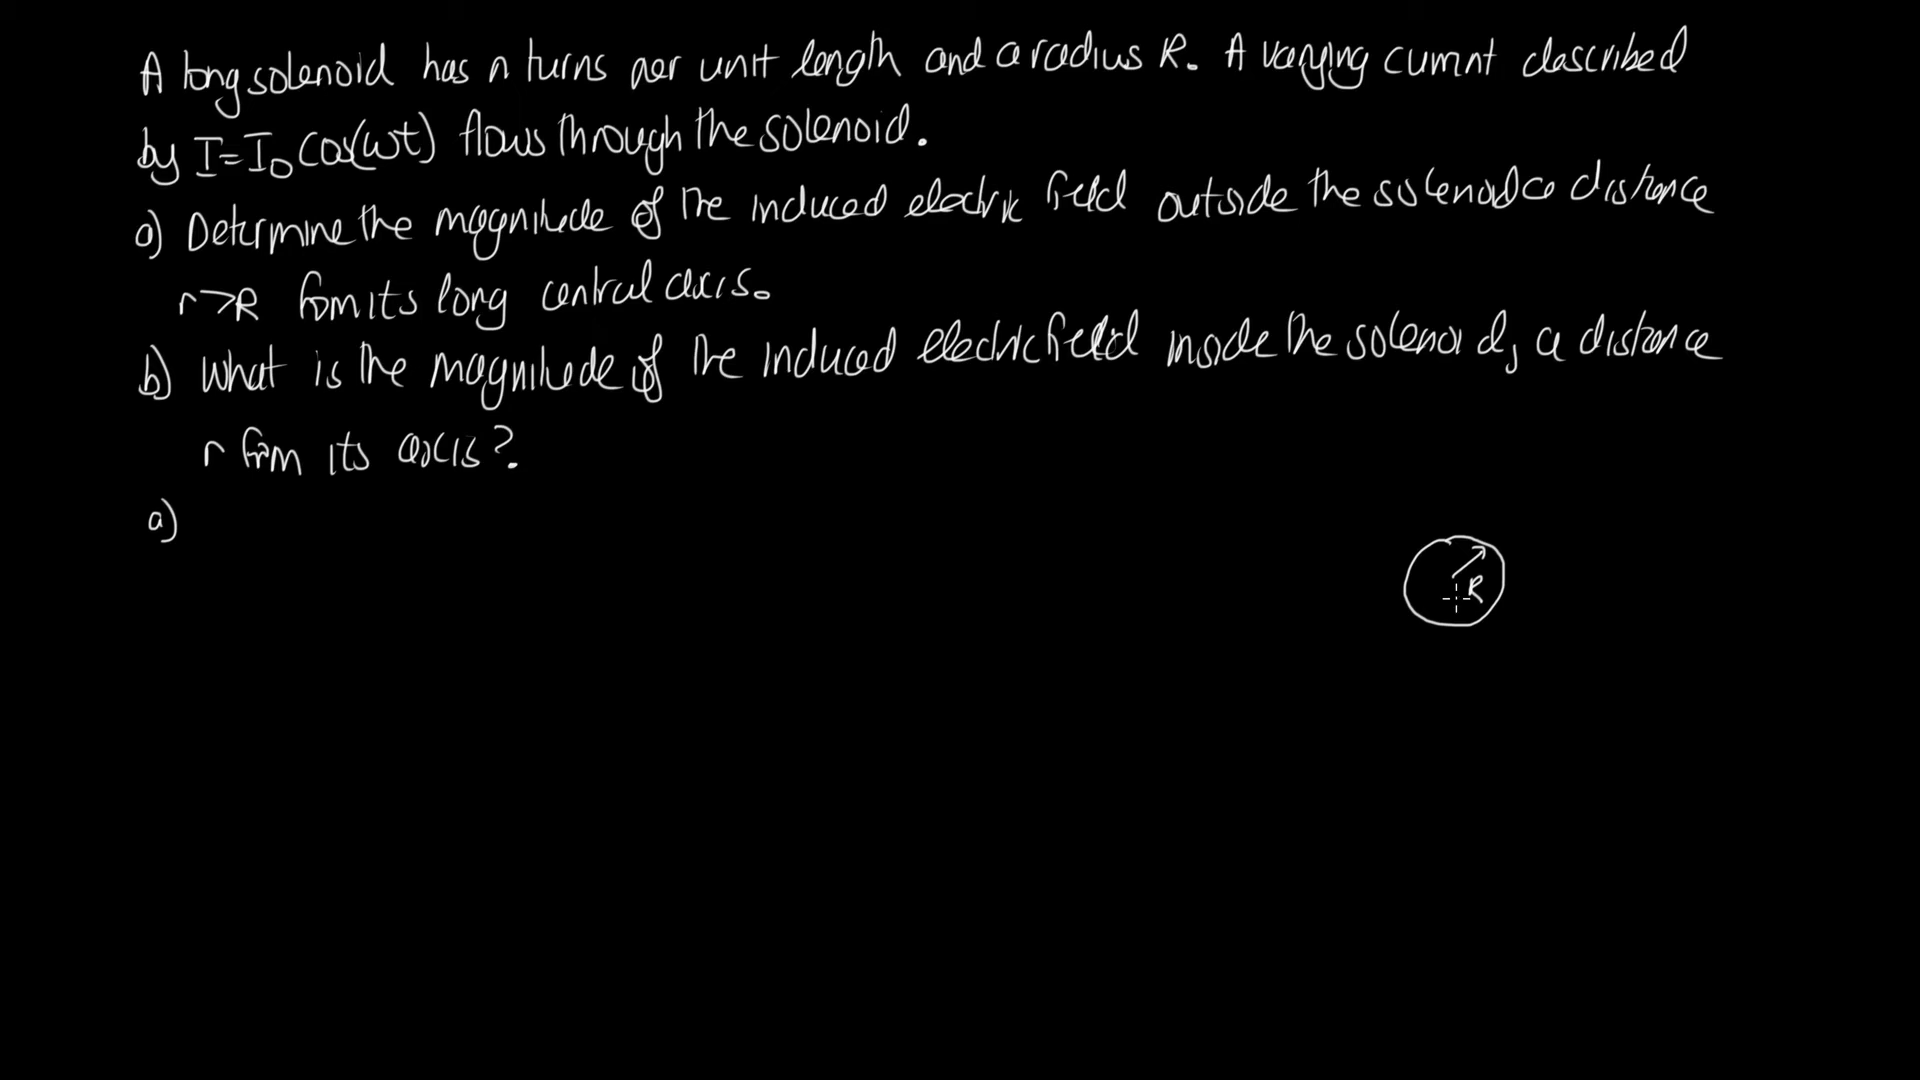 A long solenoid has n turns per unit length and a radius R. A varying current described
by I=I₀ cos(ωt) flows through the solenoid.
a) Determine the magnitude of the induced electric field outside the solenoid a distance
r>R from its long central axis.
b) What is the magnitude of the induced electric field inside the solenoid, a distance
r from its axis?
a)
R